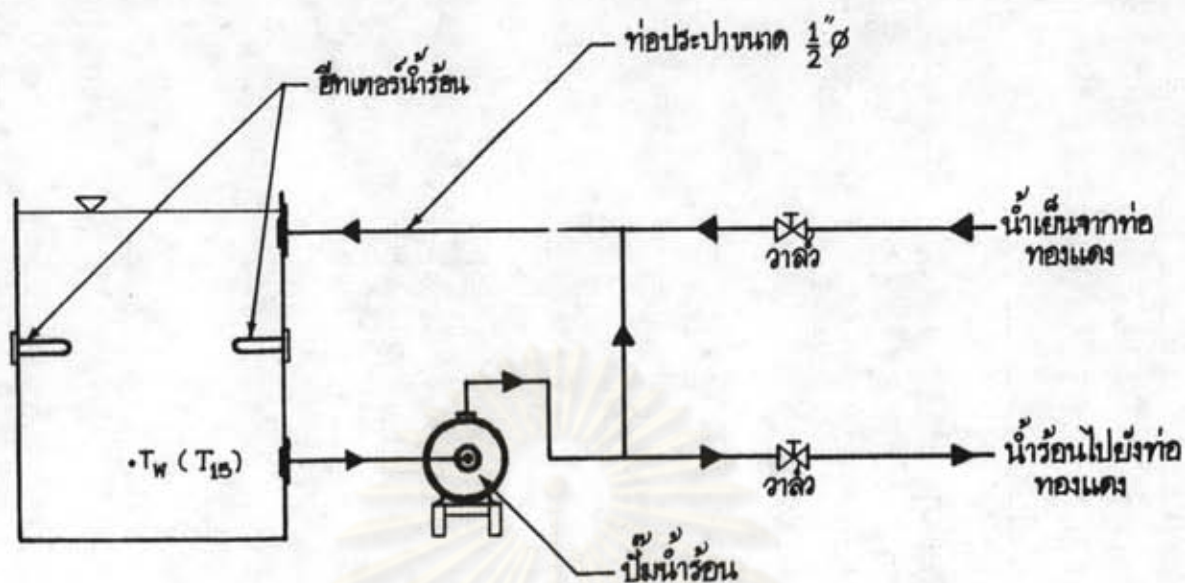 ท่อประปาขนาด 1/2"φ
ฮีทเตอร์น้ำร้อน
น้ำเย็นจากท่อ
ทองแดง
วาล์ว
•Tw (T15)
น้ำร้อนไปยังท่อ
ทองแดง
วาล์ว
ปั๊มน้ำร้อน